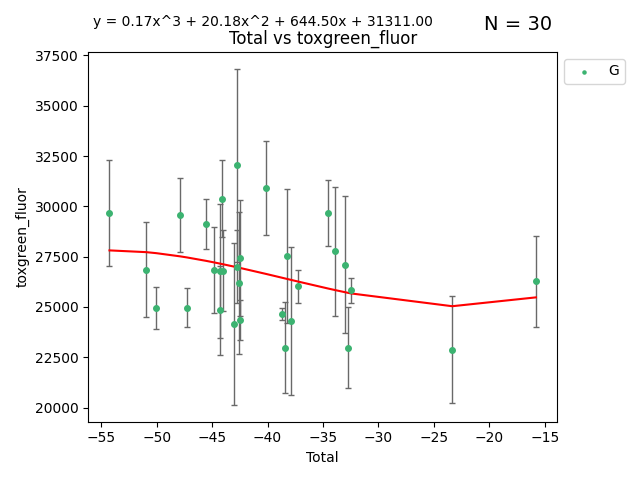 y = 0.17x^3 + 20.18x^2 + 644.50x + 31311.00
N = 30
Total vs toxgreen_fluor
G
toxgreen_fluor
37500
35000
32500
30000
27500
25000
22500
20000
−55 −50 −45 −40 −35 −30 −25 −20 −15
Total